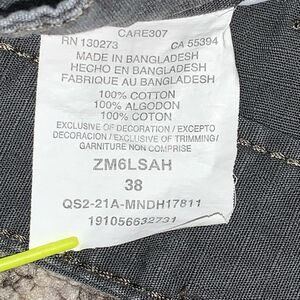 CARE307
RN 130273 CA 55394
MADE IN BANGLADESH
HECHO EN BANGLADESH
FABRIQUE AU BANGLADESH
100% COTTON
100% ALGODON
100% COTON
EXCLUSIVE OF DECORATION / EXCEPTO
DECORACION / EXCLUSIVE OF TRIMMING/
GARNITURE NON COMPRISE
ZM6LSAH
38
QS2-21A-MNDH17811
191056632731